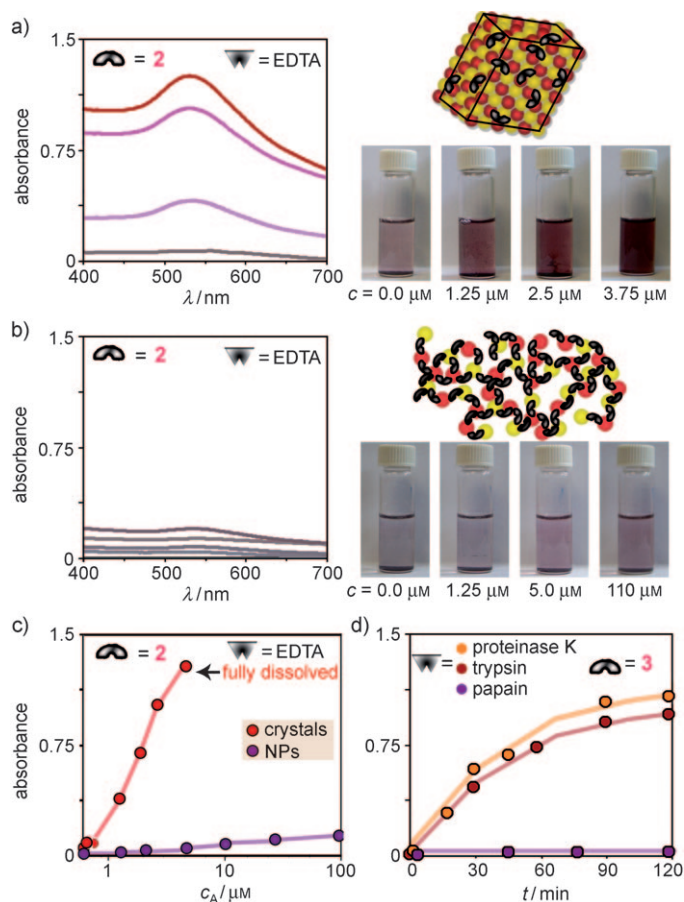 a)
1.5
= 2
= EDTA
absorbance
0.75
0
400 500 600 700
λ / nm
c = 0.0 μM 1.25 μM 2.5 μM 3.75 μM
b)
1.5
= 2
= EDTA
absorbance
0.75
0
400 500 600 700
λ / nm
c = 0.0 μM 1.25 μM 5.0 μM 110 μM
c)
1.5
= 2
= EDTA
fully dissolved
absorbance
0.75
crystals
NPs
0
1 10 100
cA / μM
d)
1.5
=
proteinase K
trypsin
papain
= 3
0.75
0
0 30 60 90 120
t / min